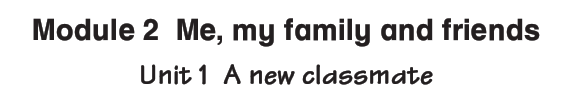 Module 2 Me, my family and friends
Unit 1 A new classmate